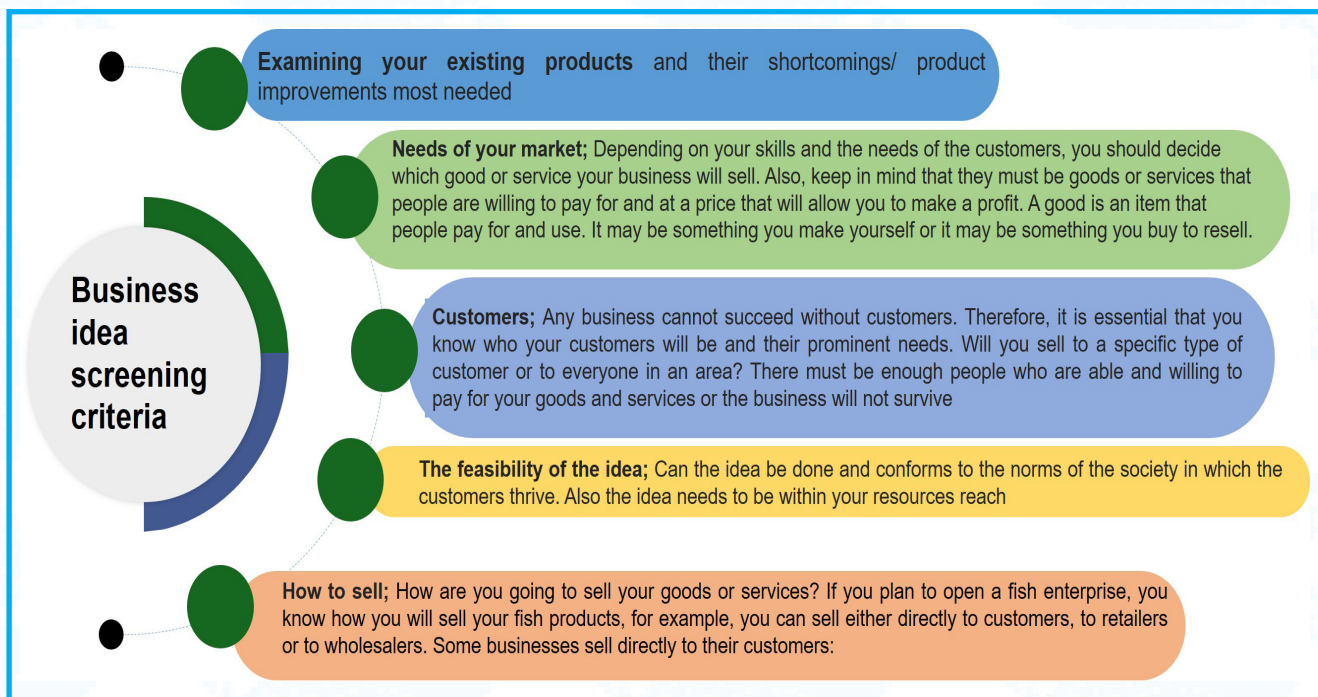 Business
idea
screening
criteria
Examining your existing products and their shortcomings/ product
improvements most needed
Needs of your market; Depending on your skills and the needs of the customers, you should decide
which good or service your business will sell. Also, keep in mind that they must be goods or services that
people are willing to pay for and at a price that will allow you to make a profit. A good is an item that
people pay for and use. It may be something you make yourself or it may be something you buy to resell.
Customers; Any business cannot succeed without customers. Therefore, it is essential that you
know who your customers will be and their prominent needs. Will you sell to a specific type of
customer or to everyone in an area? There must be enough people who are able and willing to
pay for your goods and services or the business will not survive
The feasibility of the idea; Can the idea be done and conforms to the norms of the society in which the
customers thrive. Also the idea needs to be within your resources reach
How to sell; How are you going to sell your goods or services? If you plan to open a fish enterprise, you
know how you will sell your fish products, for example, you can sell either directly to customers, to retailers
or to wholesalers. Some businesses sell directly to their customers: